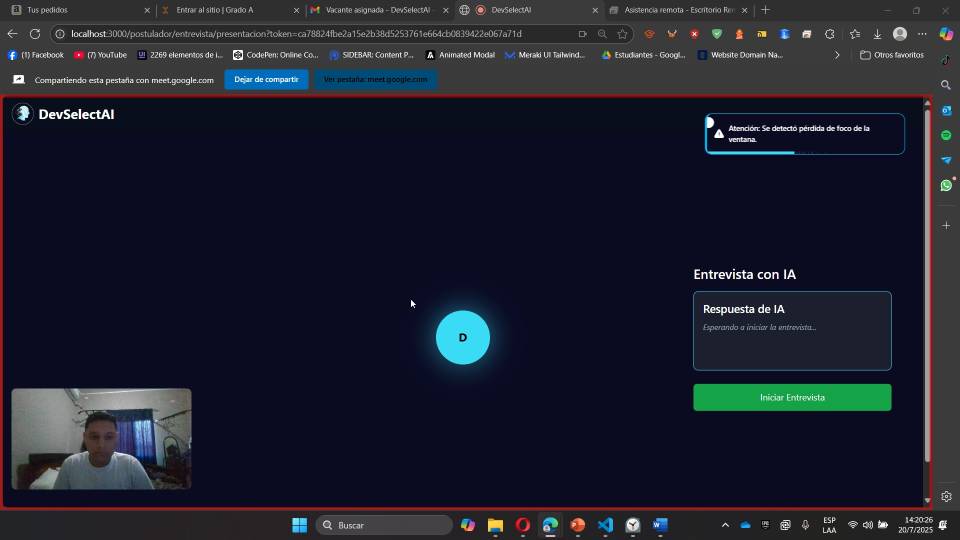 Tus pedidos
Entrar al sitio | Grado A
Vacante asignada - DevSelectAI -
DevSelectAI
Asistencia remota - Escritorio Rem
localhost:3000/postulador/entrevista/presentacion?token=ca78824fbe2a15e2b38d5253761e664cb0839422e067a71d
(1) Facebook
(7) YouTube
2269 elementos de i...
CodePen: Online Co...
SIDEBAR: Content P...
Animated Modal
Meraki UI Tailwind...
Estudiantes - Googl...
Website Domain Na...
Otros favoritos
Compartiendo esta pestaña con meet.google.com
Dejar de compartir
Ver pestaña: meet.google.com
DevSelectAI
Atención: Se detectó pérdida de foco de la
ventana.
D
Entrevista con IA
Respuesta de IA
Esperando a iniciar la entrevista...
Iniciar Entrevista
Buscar
ESP
LAA
14:20:26
20/7/2025